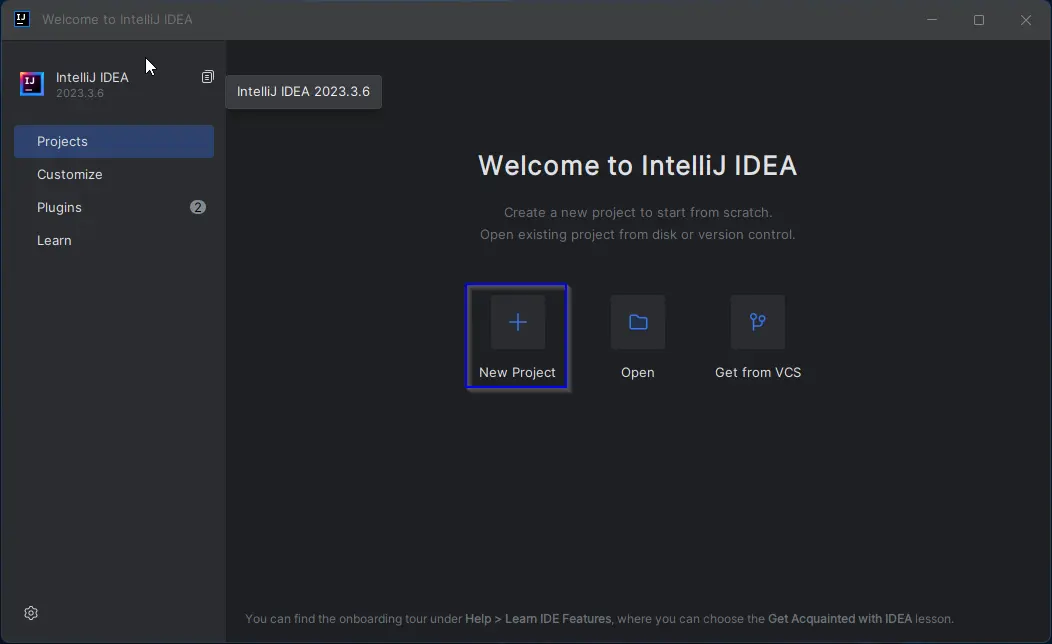 Welcome to IntelliJ IDEA
IntelliJ IDEA
2023.3.6
IntelliJ IDEA 2023.3.6
Projects
Customize
Plugins 2
Learn
Welcome to IntelliJ IDEA
Create a new project to start from scratch.
Open existing project from disk or version control.
New Project
Open
Get from VCS
You can find the onboarding tour under Help > Learn IDE Features, where you can choose the Get Acquainted with IDEA lesson.